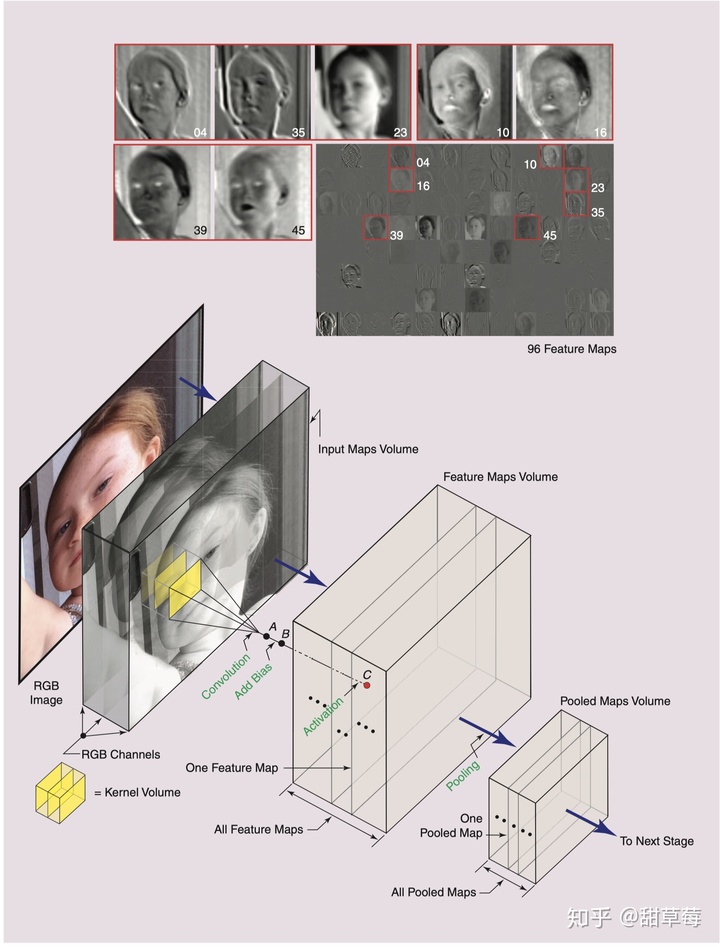 04
35
23
10
16
39
45
04
10
16
23
35
39
45
96 Feature Maps
Input Maps Volume
Feature Maps Volume
A
B
Convolution
Add Bias
C
Activation
RGB
Image
RGB Channels
= Kernel Volume
One Feature Map
All Feature Maps
Pooling
Pooled Maps Volume
One
Pooled Map
To Next Stage
All Pooled Maps
知乎 @甜草莓